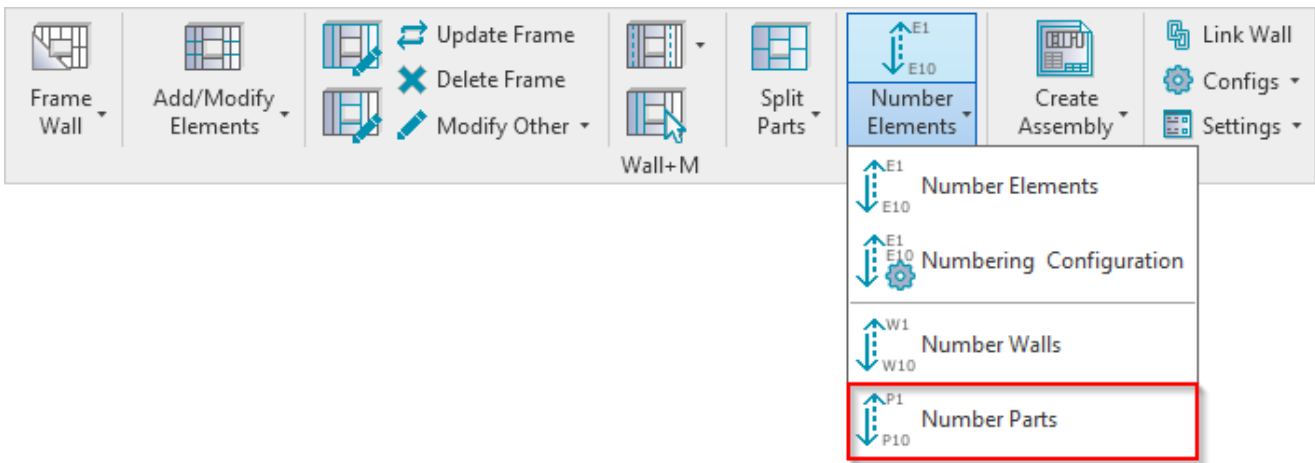 Frame
Wall
Add/Modify
Elements
Update Frame
Delete Frame
Modify Other
Split
Parts
E1
E10
Number
Elements
Create
Assembly
Link Wall
Configs
Settings
Wall+M
E1
E10
Number Elements
E1
E10
Numbering Configuration
W1
W10
Number Walls
P1
P10
Number Parts